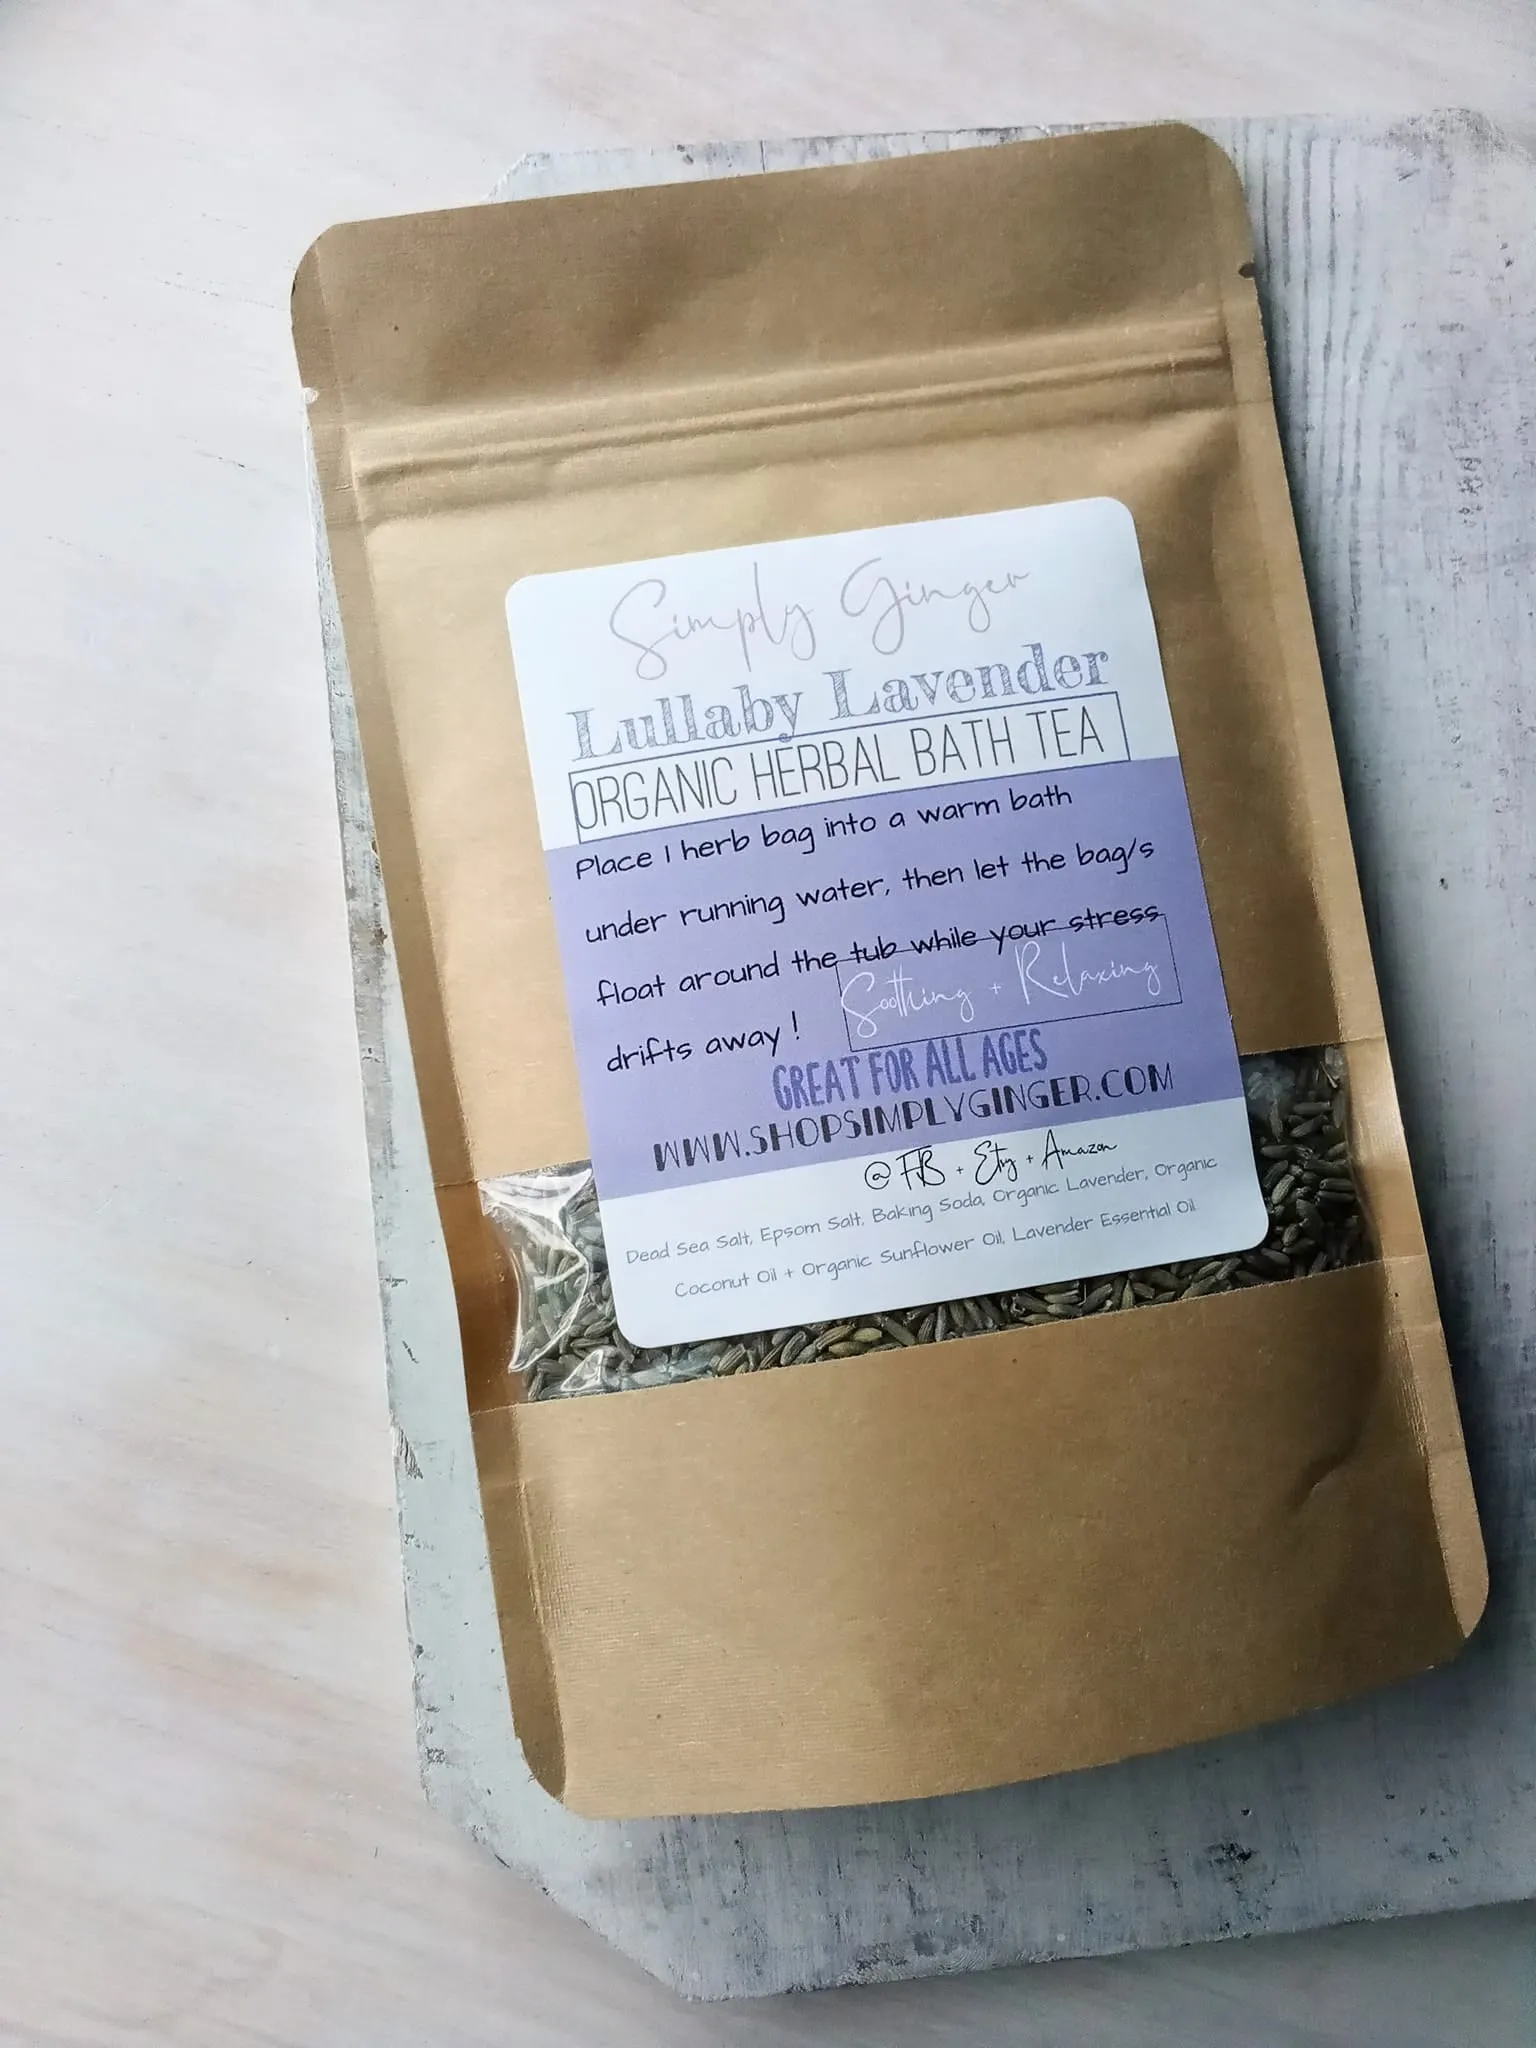 Simply Ginger
Lullaby Lavender
ORGANIC HERBAL BATH TEA
Place 1 herb bag into a warm bath
under running water, then let the bag/s
float around the tub while your stress
drifts away!
Soothing + Relaxing
GREAT FOR ALL AGES
WWW.SHOPSIMPLYGINGER.COM
@ FB + Etsy + Amazon
Dead Sea Salt, Epsom Salt, Baking Soda, Organic Lavender, Organic
Coconut Oil + Organic Sunflower Oil, Lavender Essential Oil